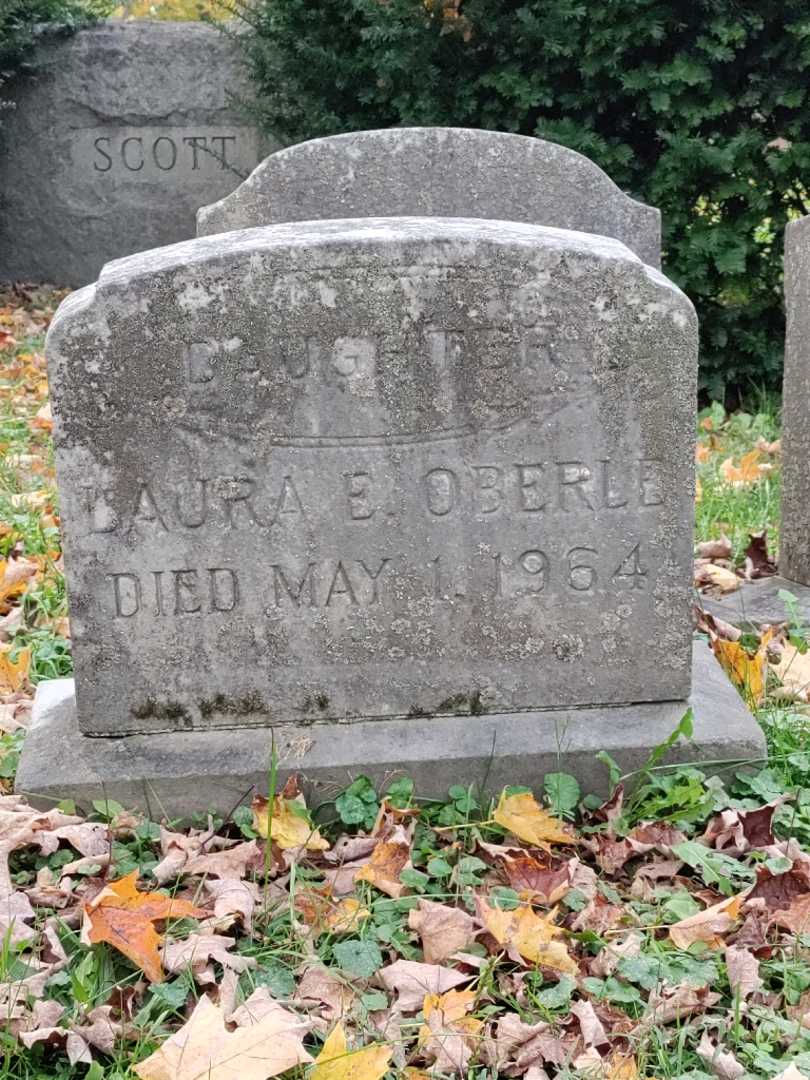 SCOTT
DAUGHTER
LAURA E. OBERLE
DIED MAY 1. 1964